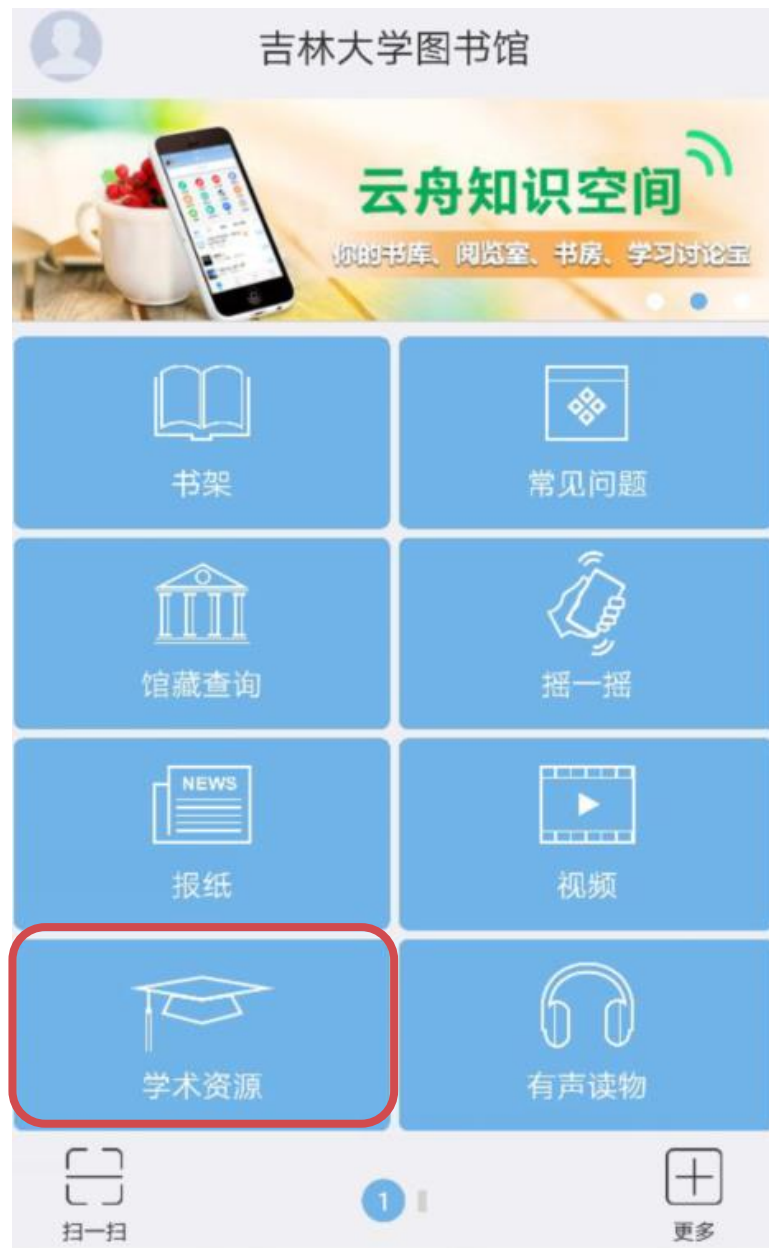 吉林大学图书馆
云舟知识空间
你的书库、阅览室、书房、学习讨论宝
书架
常见问题
馆藏查询
摇一摇
NEWS
报纸
视频
学术资源
有声读物
1
扫一扫
更多